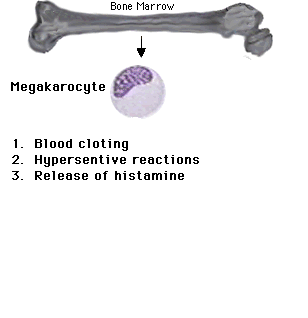 Bone Marrow
Megakarocyte
1. Blood cloting
2. Hypersentive reactions
3. Release of histamine